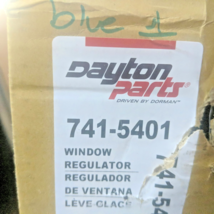 blue 1
Dayton
parts
DRIVEN BY DORMAN
741-5401
WINDOW
REGULATOR
REGULADOR
DE VENTANA
LÈVE-GLACE
741-54